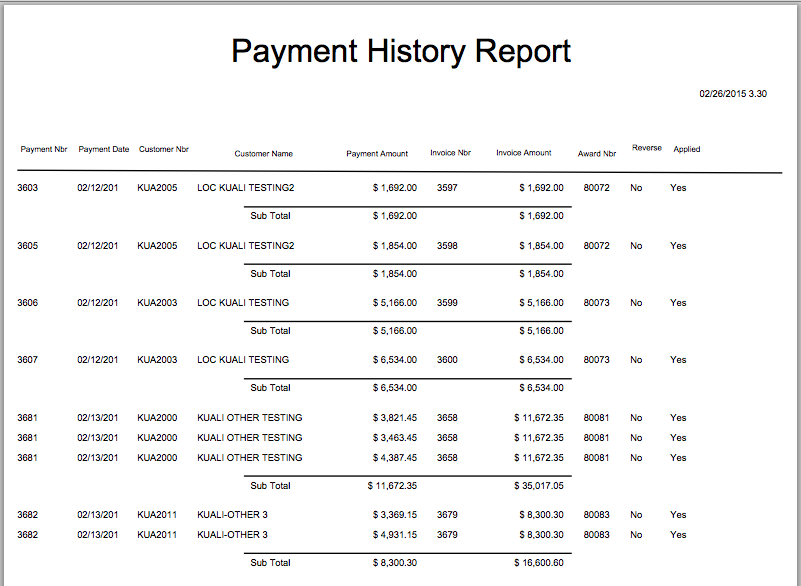 Payment History Report
02/26/2015 3.30
Payment Nbr Payment Date Customer Nbr Customer Name Payment Amount Invoice Nbr Invoice Amount Award Nbr Reverse Applied
3603 02/12/201 KUA2005 LOC KUALI TESTING2 $ 1,692.00 3597 $ 1,692.00 80072 No Yes
Sub Total $ 1,692.00 $ 1,692.00
3605 02/12/201 KUA2005 LOC KUALI TESTING2 $ 1,854.00 3598 $ 1,854.00 80072 No Yes
Sub Total $ 1,854.00 $ 1,854.00
3606 02/12/201 KUA2003 LOC KUALI TESTING $ 5,166.00 3599 $ 5,166.00 80073 No Yes
Sub Total $ 5,166.00 $ 5,166.00
3607 02/12/201 KUA2003 LOC KUALI TESTING $ 6,534.00 3600 $ 6,534.00 80073 No Yes
Sub Total $ 6,534.00 $ 6,534.00
3681 02/13/201 KUA2000 KUALI OTHER TESTING $ 3,821.45 3658 $ 11,672.35 80081 No Yes
3681 02/13/201 KUA2000 KUALI OTHER TESTING $ 3,463.45 3658 $ 11,672.35 80081 No Yes
3681 02/13/201 KUA2000 KUALI OTHER TESTING $ 4,387.45 3658 $ 11,672.35 80081 No Yes
Sub Total $ 11,672.35 $ 35,017.05
3682 02/13/201 KUA2011 KUALI-OTHER 3 $ 3,369.15 3679 $ 8,300.30 80083 No Yes
3682 02/13/201 KUA2011 KUALI-OTHER 3 $ 4,931.15 3679 $ 8,300.30 80083 No Yes
Sub Total $ 8,300.30 $ 16,600.60